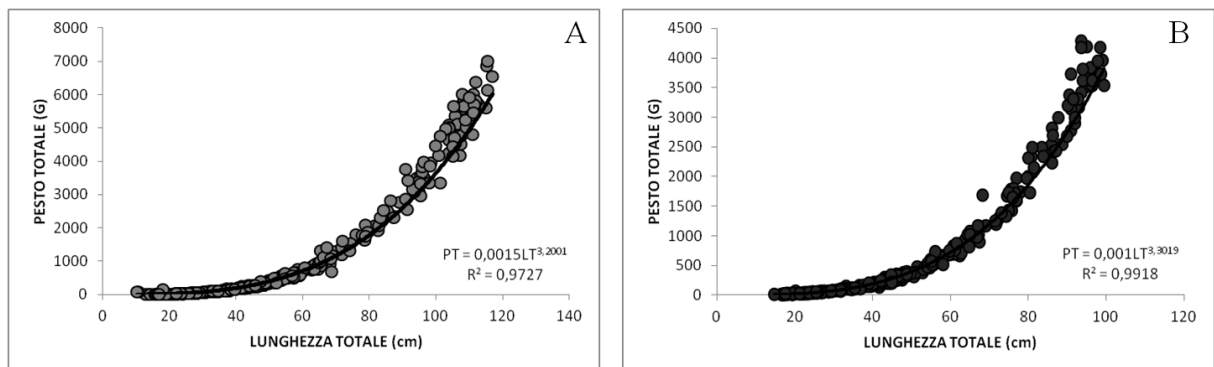 A
8000
7000
6000
5000
4000
3000
2000
1000
0
PESTO TOTALE (G)
0 20 40 60 80 100 120 140
LUNGHEZZA TOTALE (cm)
PT = 0,0015LT^3,2001
R² = 0,9727
B
4500
4000
3500
3000
2500
2000
1500
1000
500
0
PESTO TOTALE (G)
0 20 40 60 80 100 120
LUNGHEZZA TOTALE (cm)
PT = 0,001LT^3,3019
R² = 0,9918